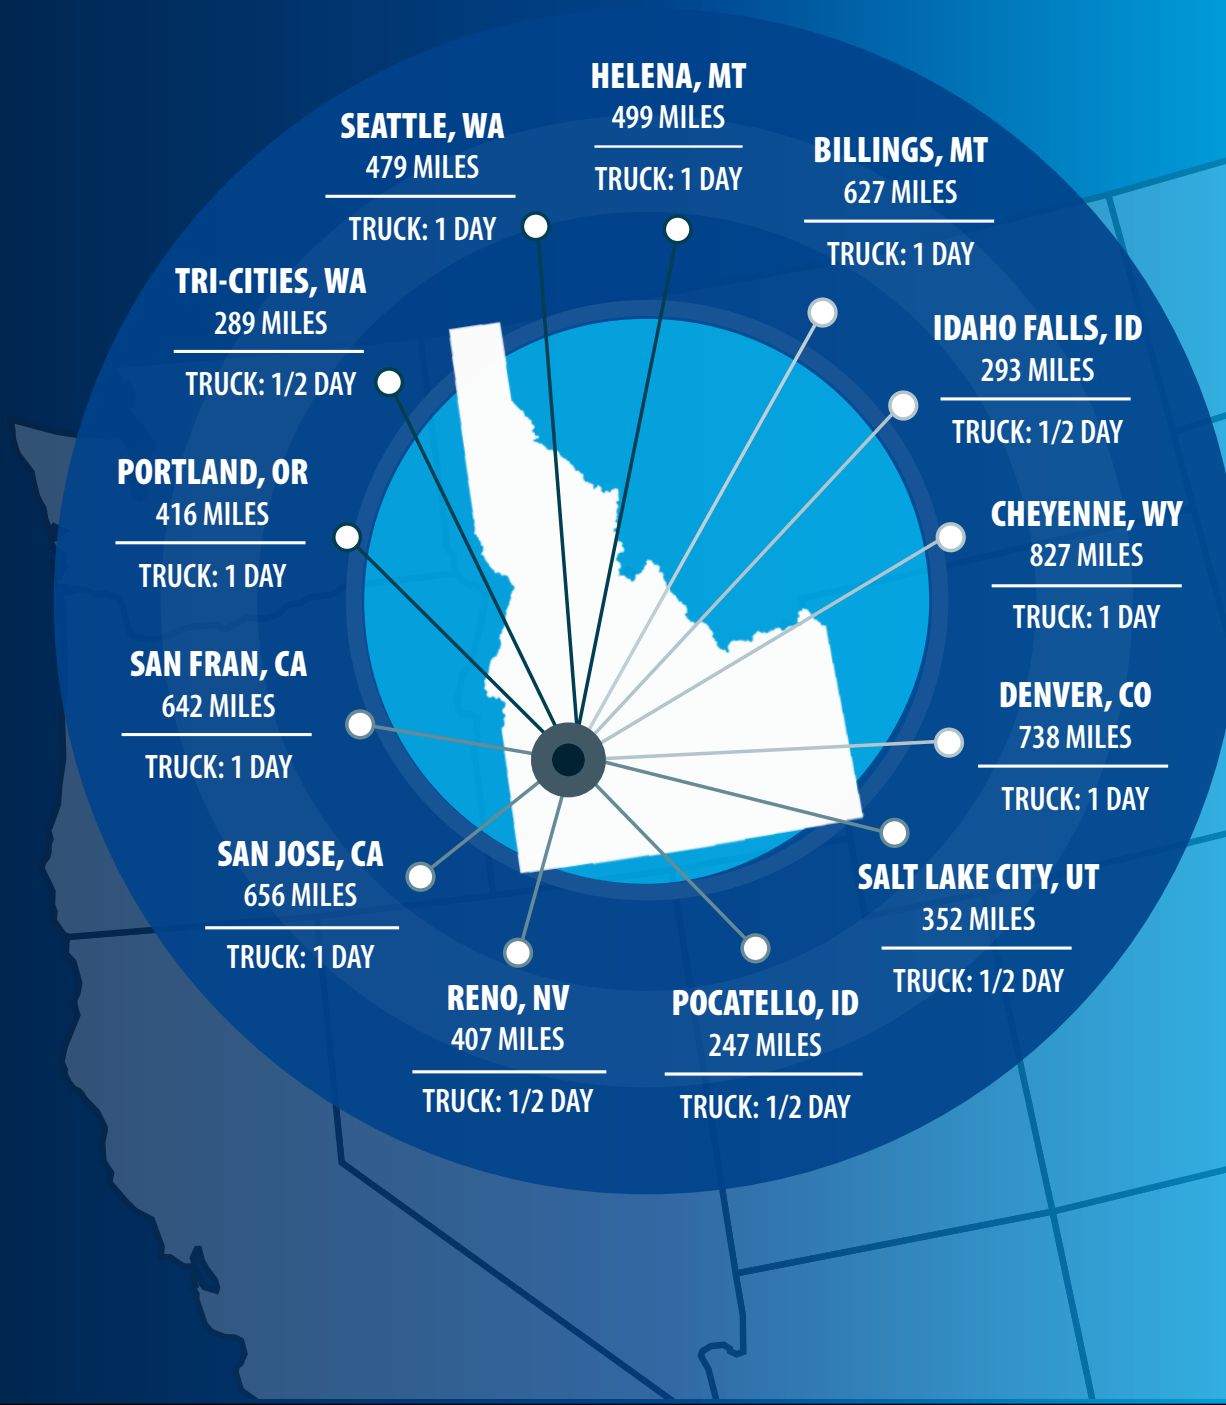 HELENA, MT
499 MILES
TRUCK: 1 DAY
SEATTLE, WA
479 MILES
TRUCK: 1 DAY
BILLINGS, MT
627 MILES
TRUCK: 1 DAY
TRI-CITIES, WA
289 MILES
TRUCK: 1/2 DAY
IDAHO FALLS, ID
293 MILES
TRUCK: 1/2 DAY
PORTLAND, OR
416 MILES
TRUCK: 1 DAY
CHEYENNE, WY
827 MILES
TRUCK: 1 DAY
SAN FRAN, CA
642 MILES
TRUCK: 1 DAY
DENVER, CO
738 MILES
TRUCK: 1 DAY
SAN JOSE, CA
656 MILES
TRUCK: 1 DAY
SALT LAKE CITY, UT
352 MILES
TRUCK: 1/2 DAY
RENO, NV
407 MILES
TRUCK: 1/2 DAY
POCATELLO, ID
247 MILES
TRUCK: 1/2 DAY